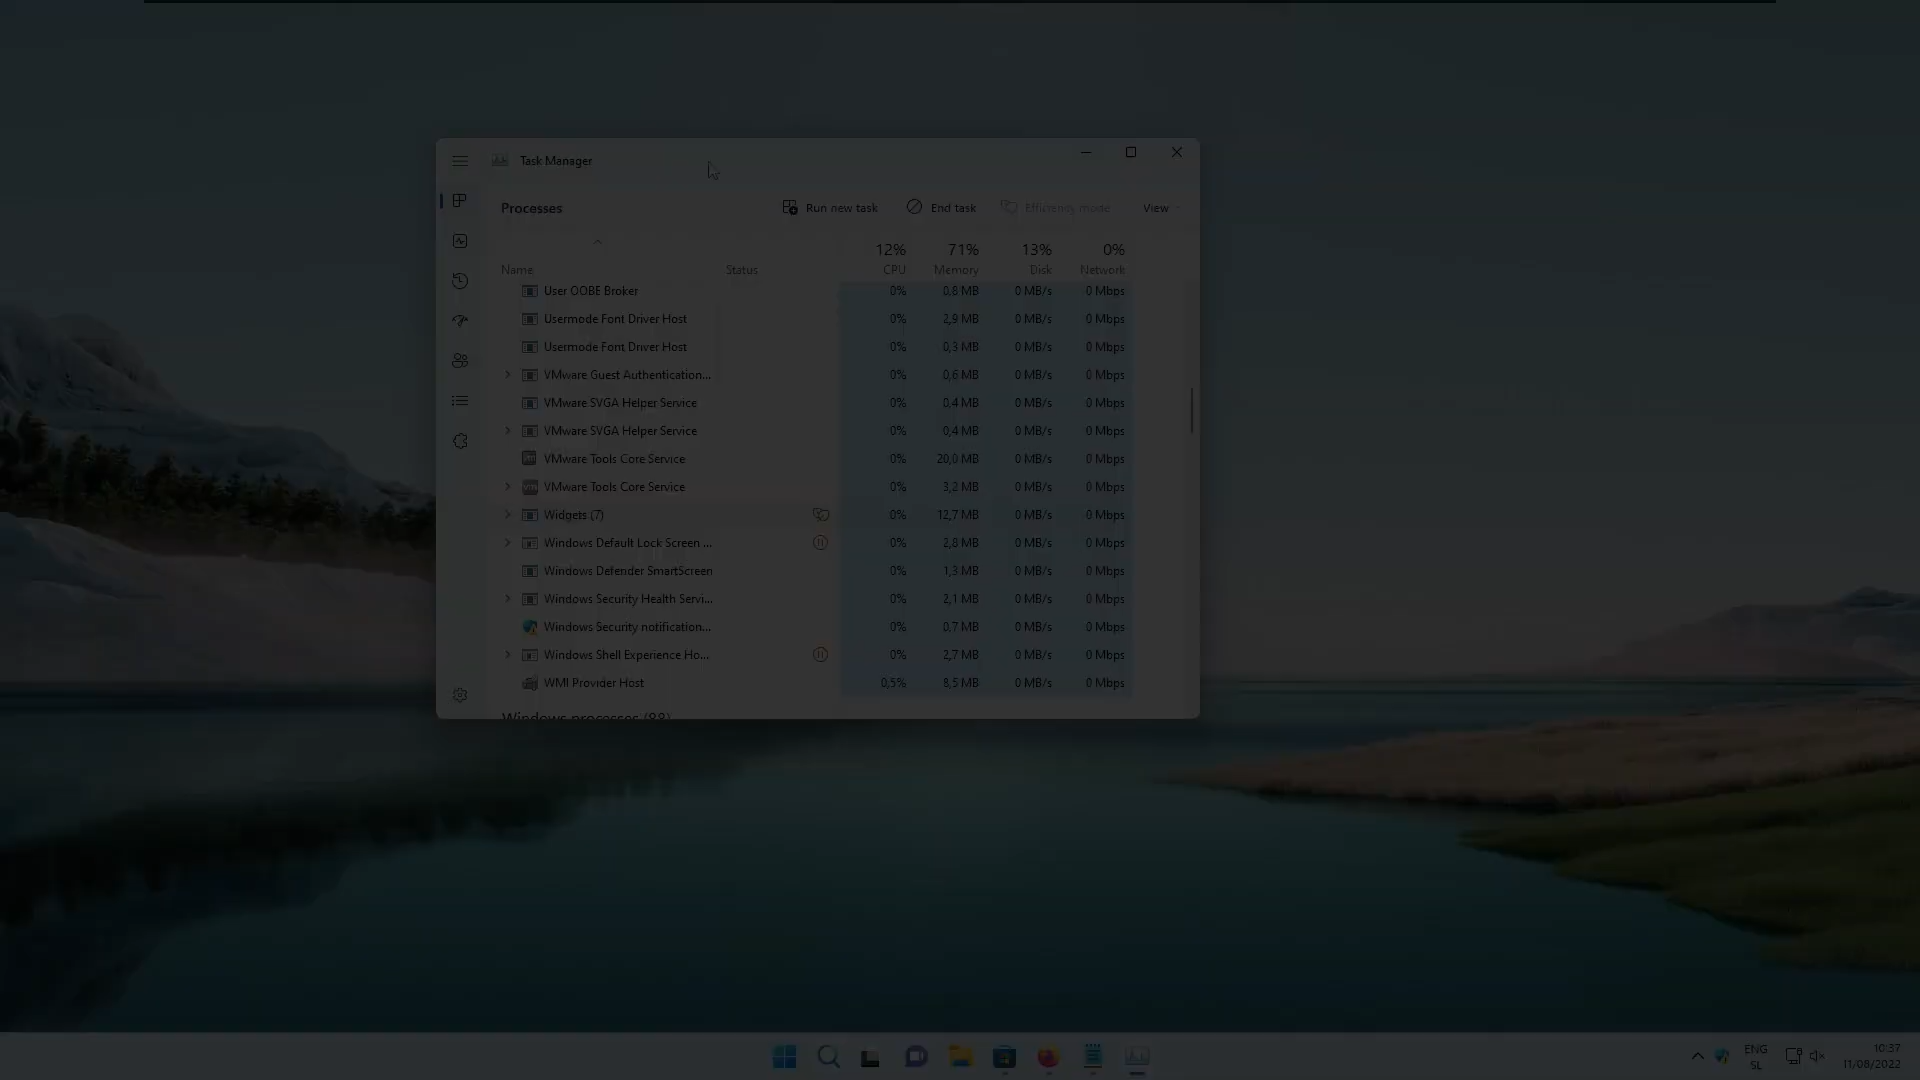 Task Manager
Processes
Run new task
End task
Efficiency mode
View
12% 71% 13% 0%
Name Status CPU Memory Disk Network
User OOBE Broker 0% 0,8 MB 0 MB/s 0 Mbps
Usermode Font Driver Host 0% 2,9 MB 0 MB/s 0 Mbps
Usermode Font Driver Host 0% 0,3 MB 0 MB/s 0 Mbps
VMware Guest Authentication... 0% 0,6 MB 0 MB/s 0 Mbps
VMware SVGA Helper Service 0% 0,4 MB 0 MB/s 0 Mbps
VMware SVGA Helper Service 0% 0,4 MB 0 MB/s 0 Mbps
VMware Tools Core Service 0% 20,0 MB 0 MB/s 0 Mbps
VMware Tools Core Service 0% 3,2 MB 0 MB/s 0 Mbps
Widgets (7) 0% 12,7 MB 0 MB/s 0 Mbps
Windows Default Lock Screen ... 0% 2,8 MB 0 MB/s 0 Mbps
Windows Defender SmartScreen 0% 1,3 MB 0 MB/s 0 Mbps
Windows Security Health Servi... 0% 2,1 MB 0 MB/s 0 Mbps
Windows Security notification... 0% 0,7 MB 0 MB/s 0 Mbps
Windows Shell Experience Ho... 0% 2,7 MB 0 MB/s 0 Mbps
WMI Provider Host 0,5% 8,5 MB 0 MB/s 0 Mbps
Windows processes (88)
ENG
SL
10:37
11/08/2022